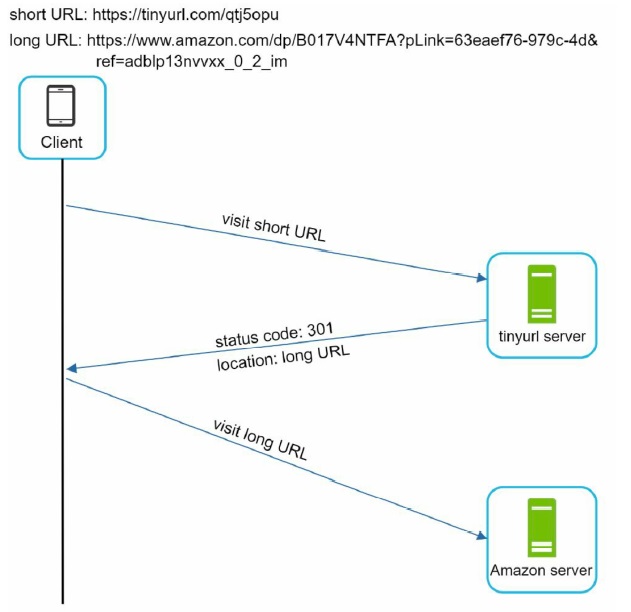 short URL: https://tinyurl.com/qtj5opu
long URL: https://www.amazon.com/dp/B017V4NTFA?pLink=63eaef76-979c-4d&
ref=adblp13nvvxx_0_2_im
Client
visit short URL
tinyurl server
status code: 301
location: long URL
visit long URL
Amazon server